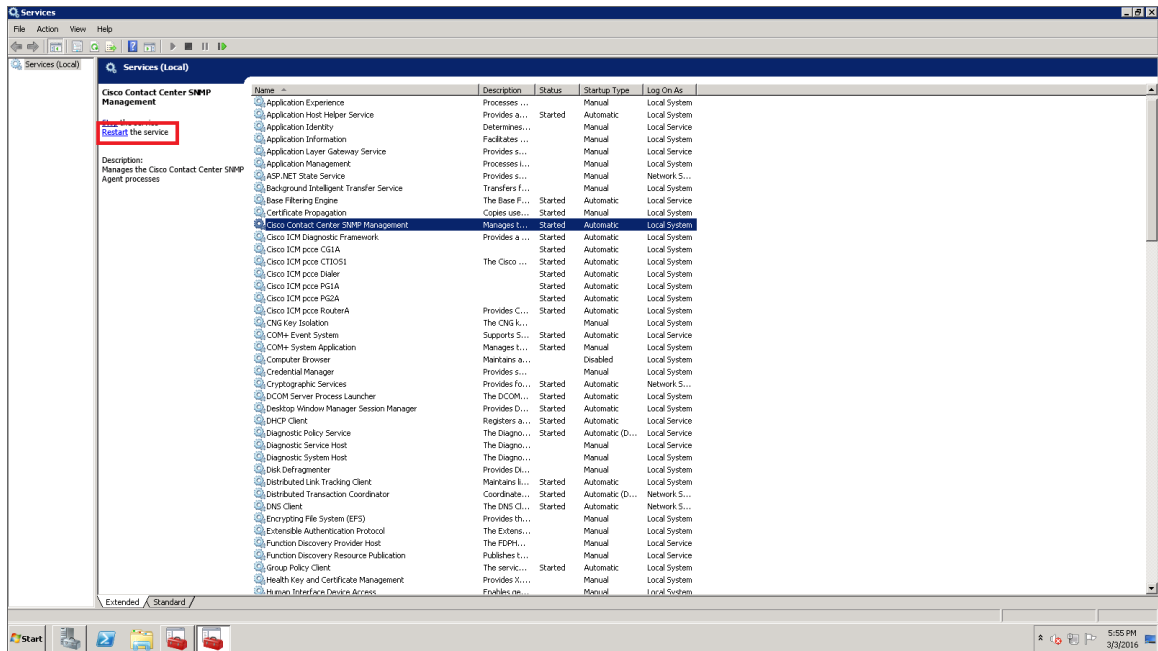 Services
File Action View Help
Services (Local)
Services (Local)
Cisco Contact Center SNMP Management
Stop the service
Restart the service
Description:
Manages the Cisco Contact Center SNMP Agent processes
Name Description Status Startup Type Log On As
Application Experience Processes ... Manual Local System
Application Host Helper Service Provides a... Started Automatic Local System
Application Identity Determines... Manual Local Service
Application Information Facilitates ... Manual Local System
Application Layer Gateway Service Provides s... Manual Local Service
Application Management Processes i... Manual Local System
ASP.NET State Service Provides s... Manual Network S...
Background Intelligent Transfer Service Transfers f... Manual Local System
Base Filtering Engine The Base F... Started Automatic Local Service
Certificate Propagation Copies use... Started Manual Local System
Cisco Contact Center SNMP Management Manages t... Started Automatic Local System
Cisco ICM Diagnostic Framework Provides a ... Started Automatic Local System
Cisco ICM pcce CG1A Started Automatic Local System
Cisco ICM pcce CTIOS1 The Cisco ... Started Automatic Local System
Cisco ICM pcce Dialer Started Automatic Local System
Cisco ICM pcce PG1A Started Automatic Local System
Cisco ICM pcce PG2A Started Automatic Local System
Cisco ICM pcce RouterA Provides C... Started Automatic Local System
CNG Key Isolation The CNG k... Manual Local System
COM+ Event System Supports S... Started Automatic Local Service
COM+ System Application Manages t... Started Manual Local System
Computer Browser Maintains a... Disabled Local System
Credential Manager Provides s... Manual Local System
Cryptographic Services Provides fo... Started Automatic Network S...
DCOM Server Process Launcher The DCOM... Started Automatic Local System
Desktop Window Manager Session Manager Provides D... Started Automatic Local System
DHCP Client Registers a... Started Automatic Local Service
Diagnostic Policy Service The Diagno... Started Automatic (D... Local Service
Diagnostic Service Host The Diagno... Manual Local Service
Diagnostic System Host The Diagno... Manual Local System
Disk Defragmenter Provides Di... Manual Local System
Distributed Link Tracking Client Maintains li... Started Automatic Local System
Distributed Transaction Coordinator Coordinate... Started Automatic (D... Network S...
DNS Client The DNS Cl... Started Automatic Network S...
Encrypting File System (EFS) Provides th... Manual Local System
Extensible Authentication Protocol The Extens... Manual Local System
Function Discovery Provider Host The FDPH... Manual Local Service
Function Discovery Resource Publication Publishes t... Manual Local Service
Group Policy Client The servic... Started Automatic Local System
Health Key and Certificate Management Provides X.... Manual Local System
Human Interface Device Access Enables ge... Manual Local System
Extended Standard
Start
5:55 PM
3/3/2016